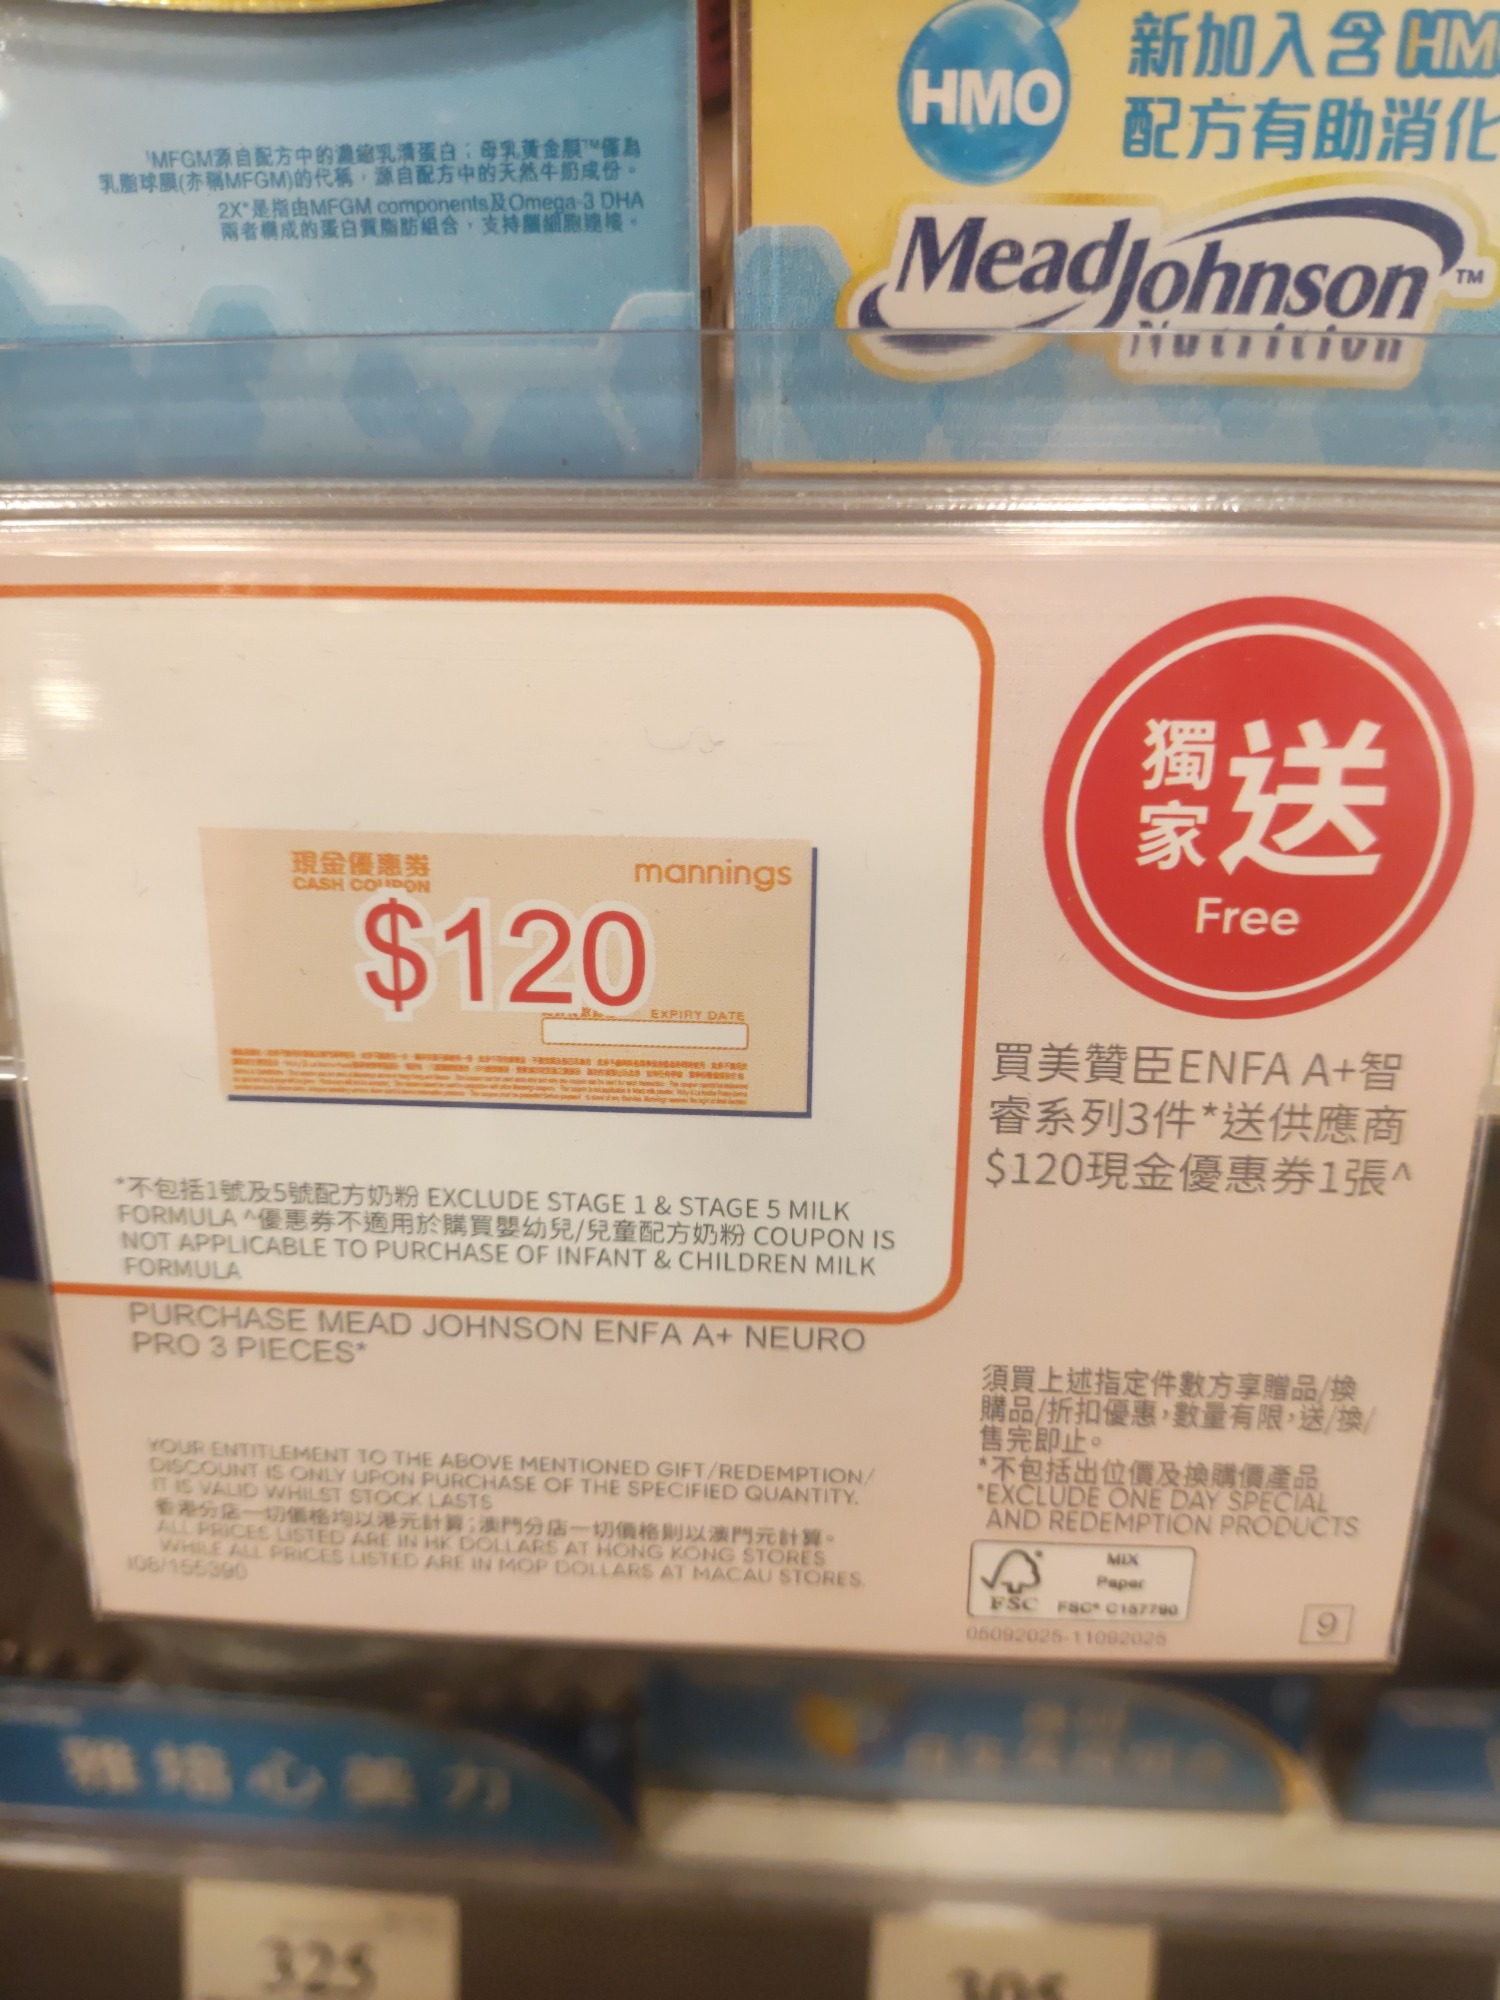 ¹MFGM源自配方中的濃縮乳清蛋白；母乳黃金膜™僅為
乳脂球膜(亦稱MFGM)的代稱，源自配方中的天然牛奶成份。
2X⁺是指由MFGM components及Omega-3 DHA
兩者構成的蛋白質脂肪組合，支持腦細胞連接。
HMO
新加入含HM
配方有助消化
MeadJohnson™
Nutrition
獨家送
Free
現金優惠券
CASH COUPON
mannings
$120
EXPIRY DATE
買美贊臣ENFA A+智
睿系列3件*送供應商
$120現金優惠券1張^
*不包括1號及5號配方奶粉 EXCLUDE STAGE 1 & STAGE 5 MILK
FORMULA ^優惠券不適用於購買嬰幼兒/兒童配方奶粉 COUPON IS
NOT APPLICABLE TO PURCHASE OF INFANT & CHILDREN MILK
FORMULA
PURCHASE MEAD JOHNSON ENFA A+ NEURO
PRO 3 PIECES*
YOUR ENTITLEMENT TO THE ABOVE MENTIONED GIFT/REDEMPTION/
DISCOUNT IS ONLY UPON PURCHASE OF THE SPECIFIED QUANTITY.
IT IS VALID WHILST STOCK LASTS
香港分店一切價格均以港元計算；澳門分店一切價格則以澳門元計算。
ALL PRICES LISTED ARE IN HK DOLLARS AT HONG KONG STORES
WHILE ALL PRICES LISTED ARE IN MOP DOLLARS AT MACAU STORES.
I08/155390
須買上述指定件數方享贈品/換
購品/折扣優惠，數量有限，送/換/
售完即止。
*不包括出位價及換購價產品
*EXCLUDE ONE DAY SPECIAL
AND REDEMPTION PRODUCTS
FSC
MIX
Paper
FSC® C157790
05092025-11092025
9
雅培心美力
325